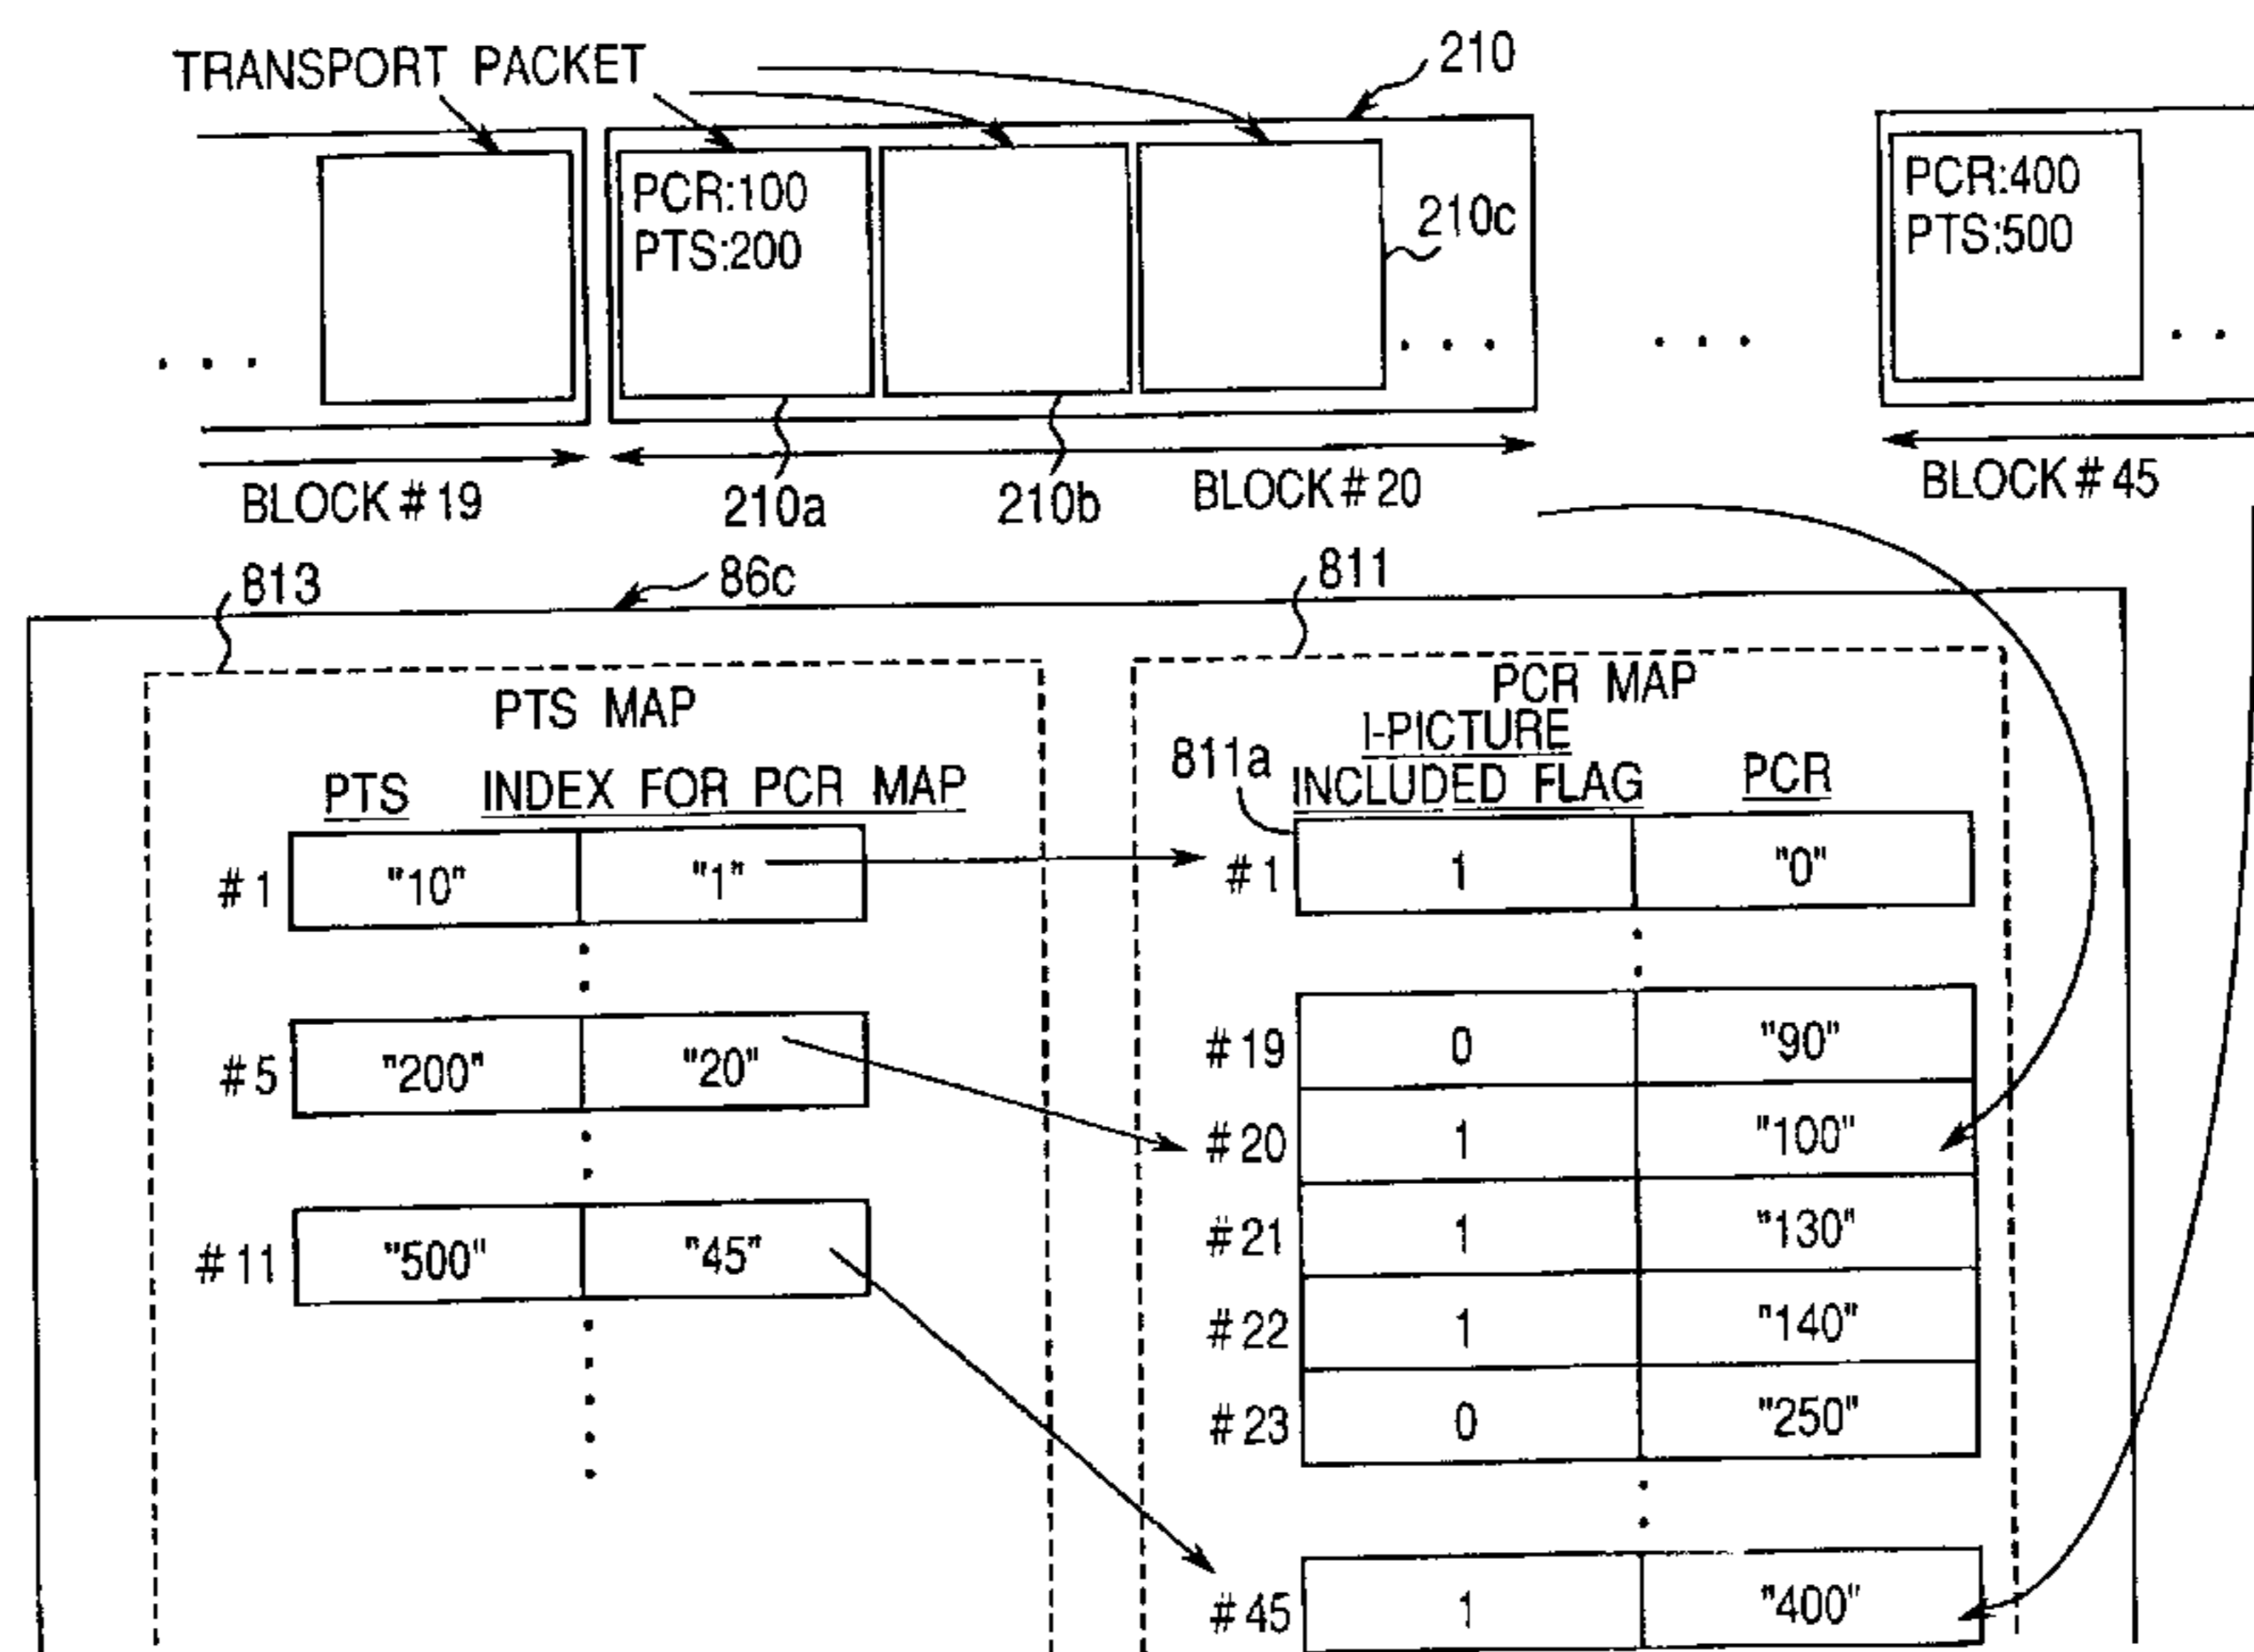 TRANSPORT PACKET
210
PCR:100
PTS:200
210c
PCR:400
PTS:500
. . .
. . .
. . .
. .
BLOCK #19
210a
210b
BLOCK #20
BLOCK #45
813
86c
811
PTS MAP
PTS INDEX FOR PCR MAP
#1 "10" "1"
#5 "200" "20"
#11 "500" "45"
PCR MAP
811a
I-PICTURE
INCLUDED FLAG PCR
#1 1 "0"
#19 0 "90"
#20 1 "100"
#21 1 "130"
#22 1 "140"
#23 0 "250"
#45 1 "400"